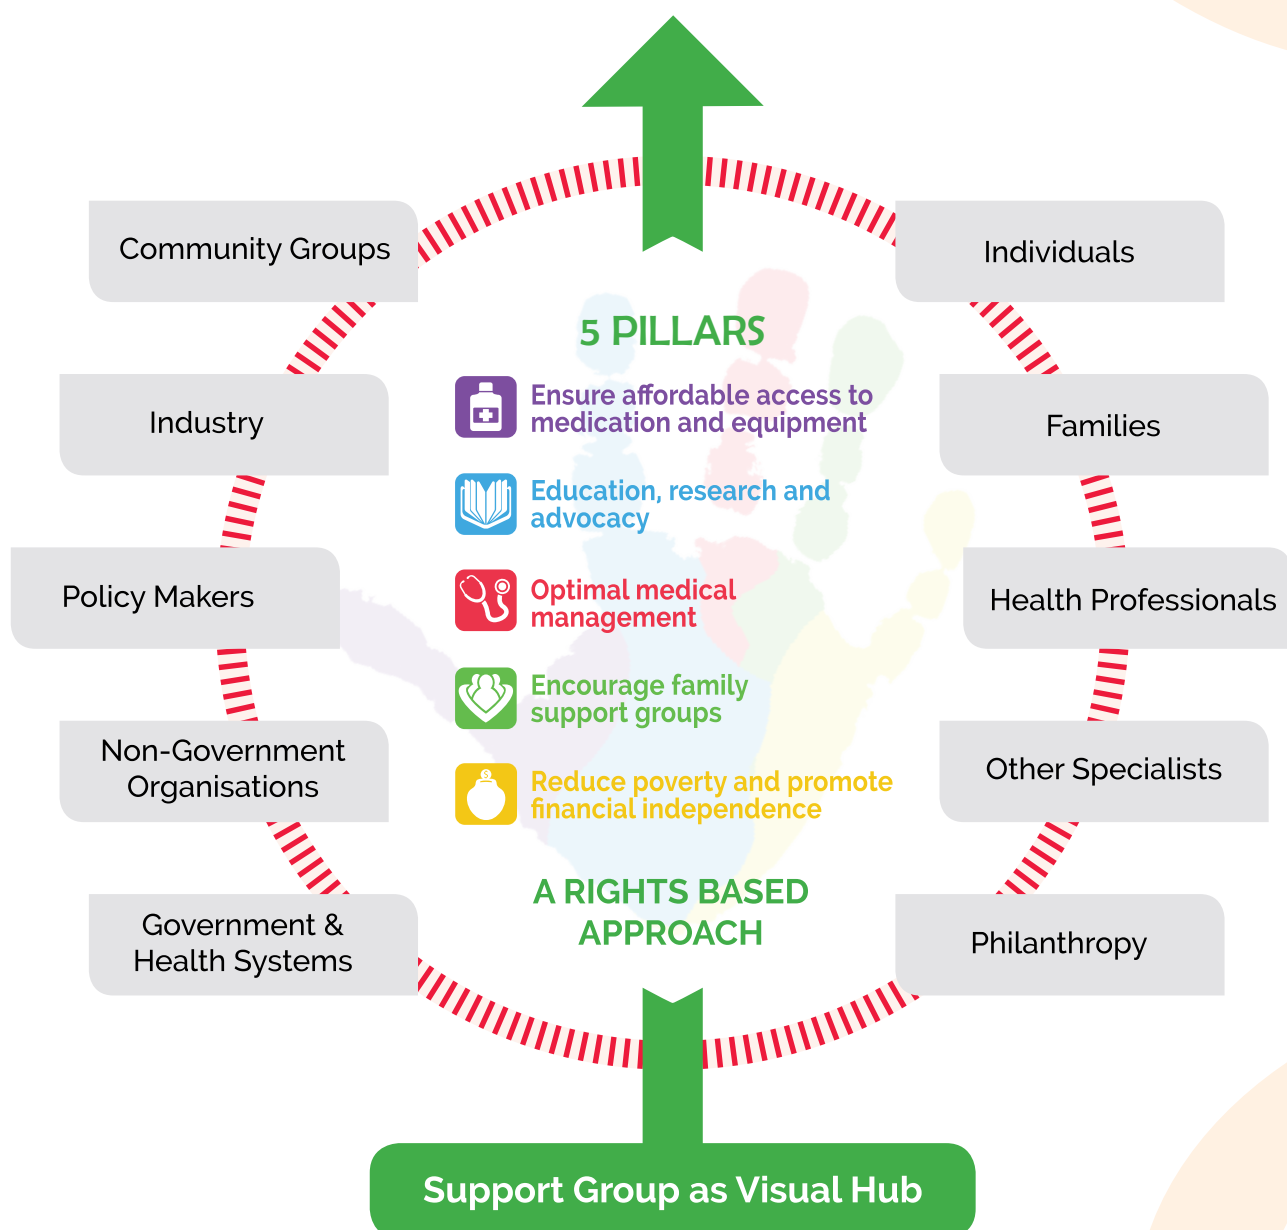 Community Groups
Industry
Policy Makers
Non-Government
Organisations
Government &
Health Systems
5 PILLARS
Ensure affordable access to
medication and equipment
Education, research and
advocacy
Optimal medical
management
Encourage family
support groups
Reduce poverty and promote
financial independence
A RIGHTS BASED
APPROACH
Individuals
Families
Health Professionals
Other Specialists
Philanthropy
Support Group as Visual Hub